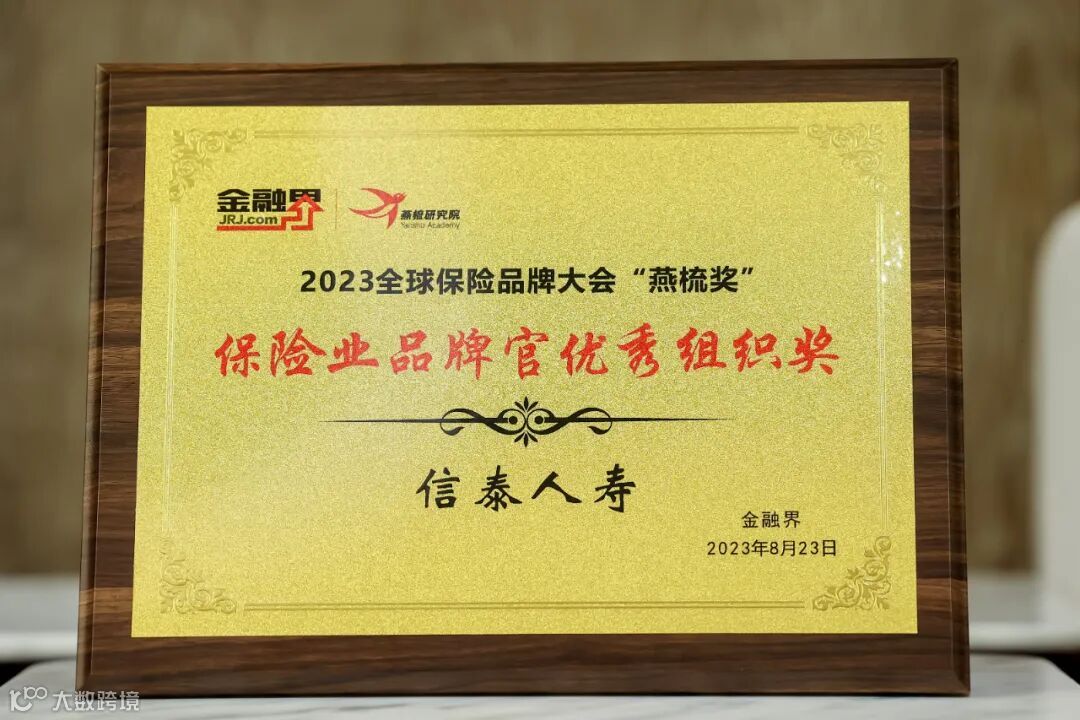 金融界
JRJ.com
燕梳研究院
Yanshu Academy
2023全球保险品牌大会“燕梳奖”
保险业品牌官优秀组织奖
信泰人寿
金融界
2023年8月23日
大数跨境